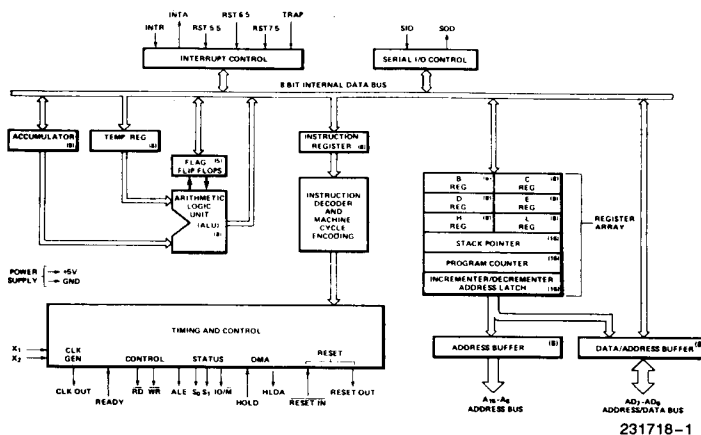 INTR INTA RST 5 5 RST 6 5 RST 7 5 TRAP
SID SOD
INTERRUPT CONTROL
SERIAL I/O CONTROL
8 BIT INTERNAL DATA BUS
ACCUMULATOR (8)
TEMP REG (8)
FLAG (5)
FLIP FLOPS
INSTRUCTION
REGISTER (8)
ARITHMETIC
LOGIC
UNIT
(ALU)
(8)
INSTRUCTION
DECODER
AND
MACHINE
CYCLE
ENCODING
B (8) C (8)
REG REG
D (8) E (8)
REG REG
H (8) L (8)
REG REG
STACK POINTER (16)
PROGRAM COUNTER (16)
INCREMENTER/DECREMENTER
ADDRESS LATCH (16)
REGISTER
ARRAY
POWER
SUPPLY
+5V
GND
TIMING AND CONTROL
X1
X2
CLK
GEN
CONTROL STATUS DMA RESET
CLK OUT READY RD WR ALE S0 S1 IO/M HOLD HLDA RESET IN RESET OUT
ADDRESS BUFFER (8)
DATA/ADDRESS BUFFER (8)
A15-A8
ADDRESS BUS
AD7-AD0
ADDRESS/DATA BUS
231718-1